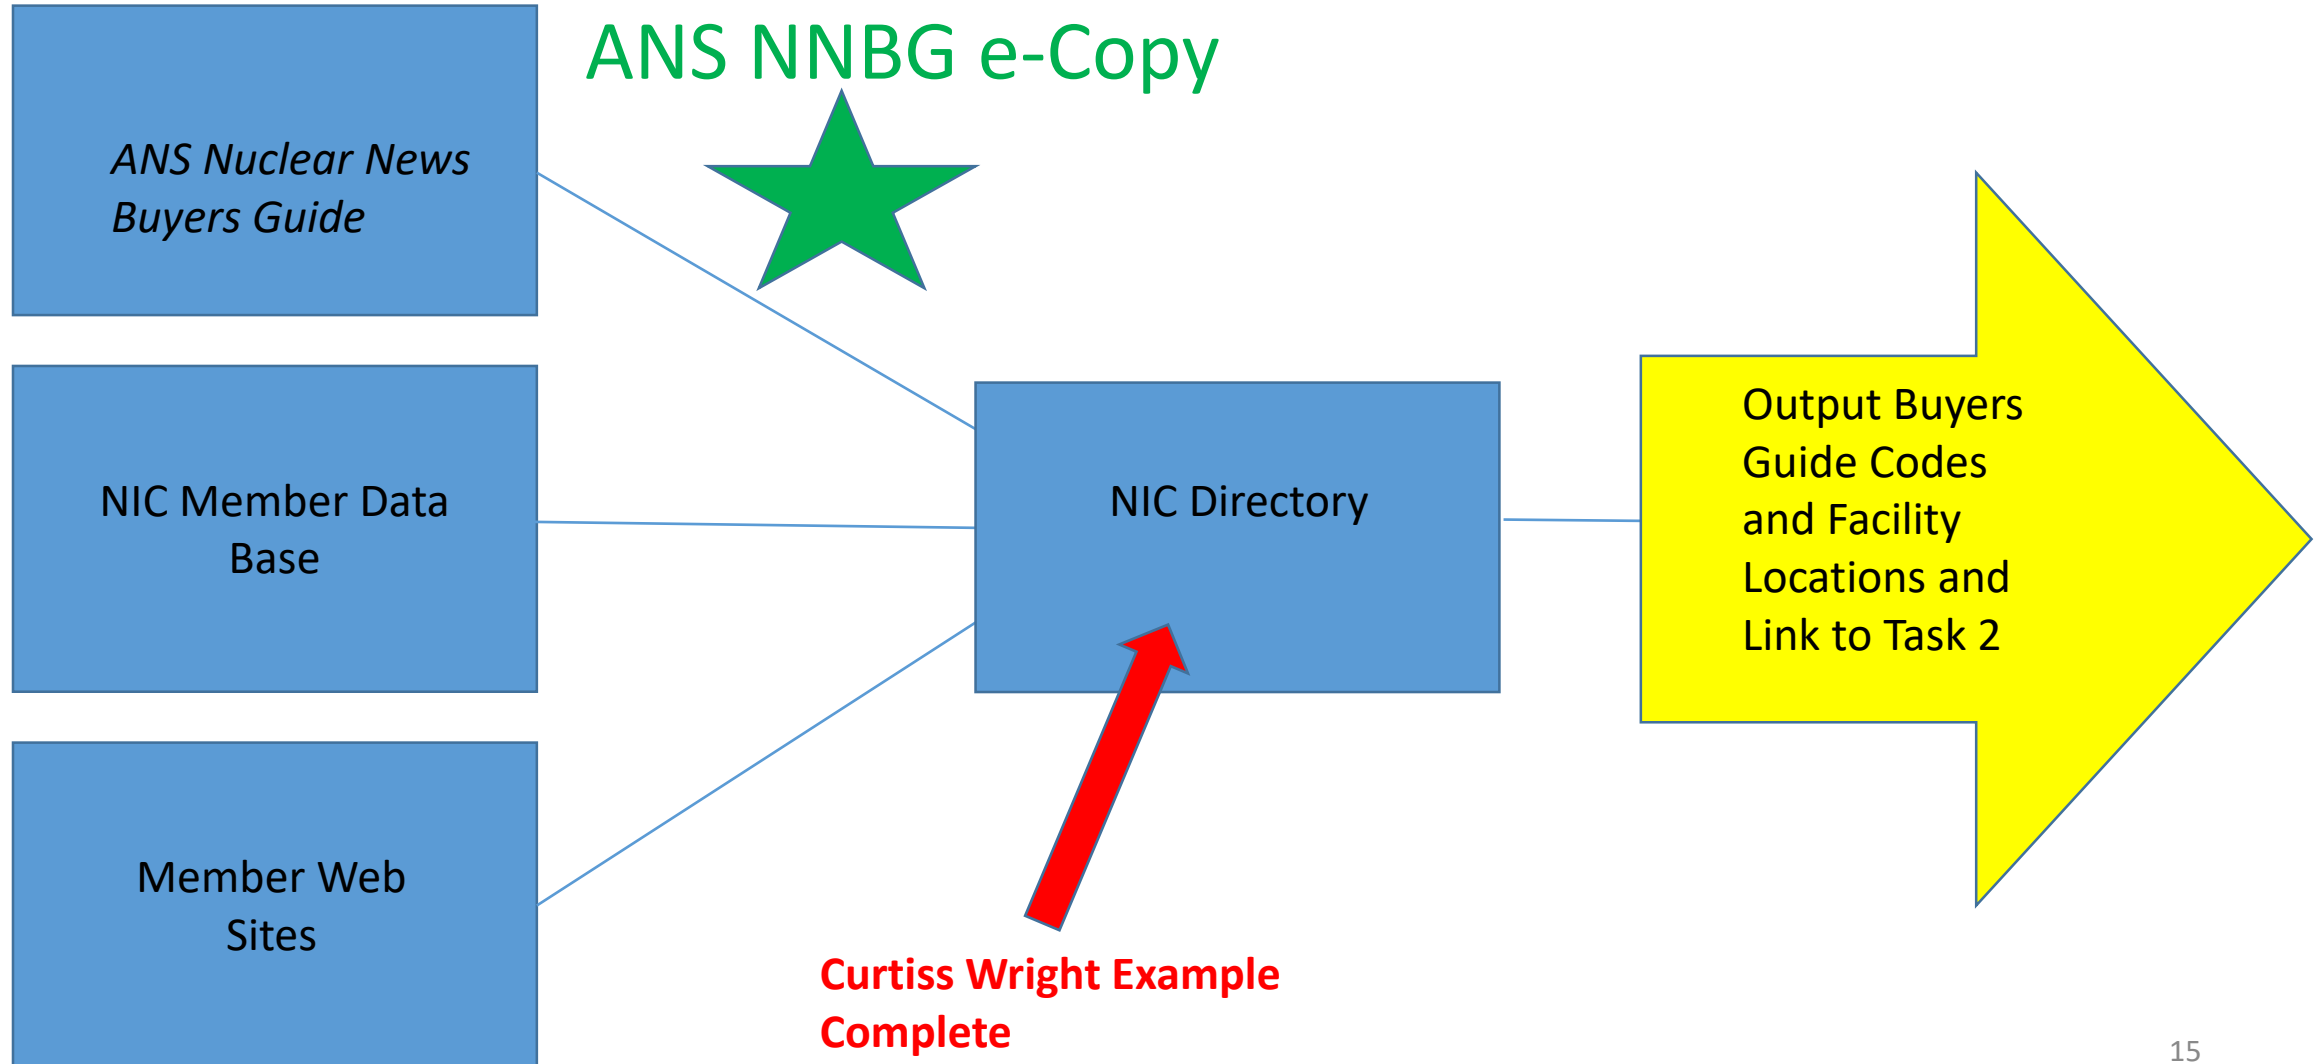 ANS NNBG e-Copy
ANS Nuclear News
Buyers Guide
NIC Member Data
Base
Member Web
Sites
NIC Directory
Output Buyers
Guide Codes
and Facility
Locations and
Link to Task 2
Curtiss Wright Example
Complete
15